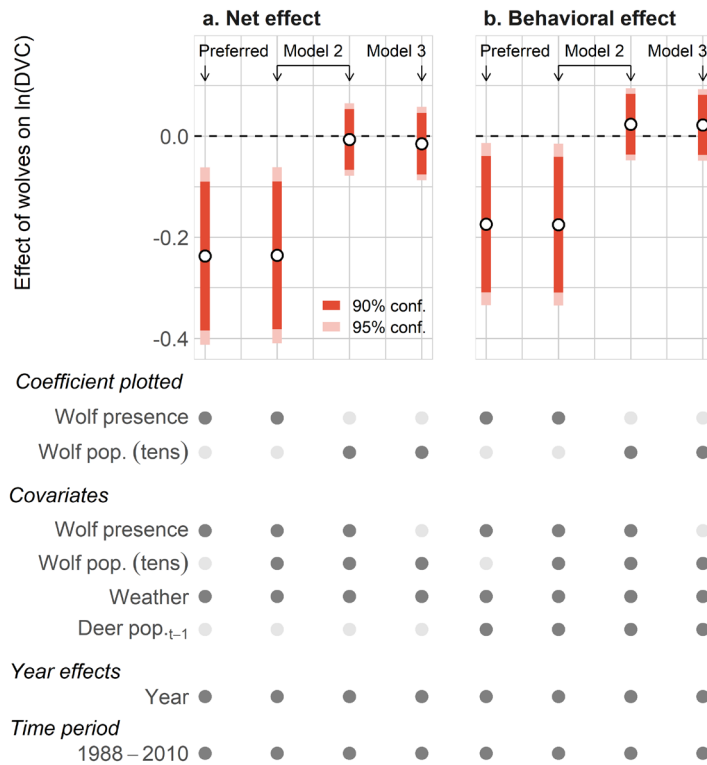 a. Net effect
b. Behavioral effect
Preferred Model 2 Model 3
Preferred Model 2 Model 3
Effect of wolves on ln(DVC)
0.0
-0.2
-0.4
90% conf.
95% conf.
Coefficient plotted
Wolf presence
Wolf pop. (tens)
Covariates
Wolf presence
Wolf pop. (tens)
Weather
Deer pop.t−1
Year effects
Year
Time period
1988 – 2010